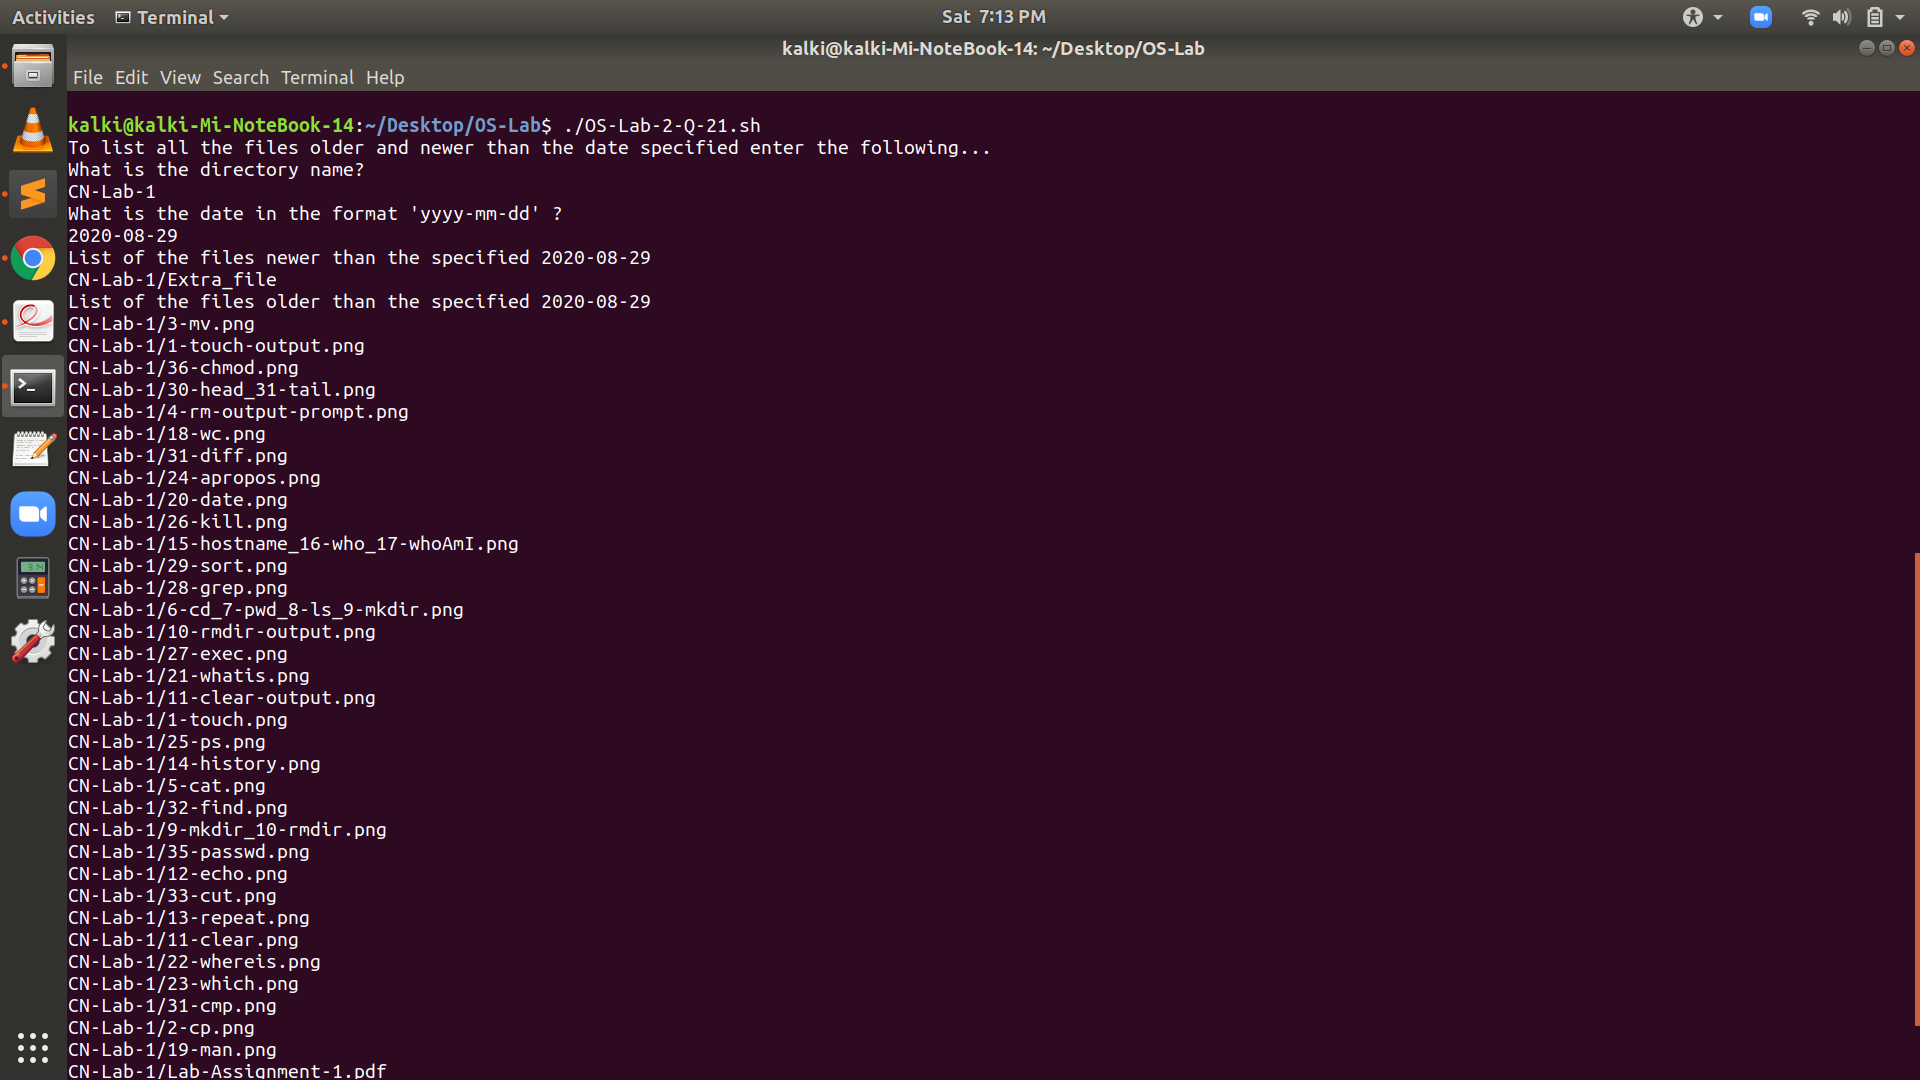 Activities Terminal Sat 7:13 PM
kalki@kalki-Mi-NoteBook-14: ~/Desktop/OS-Lab
File Edit View Search Terminal Help
kalki@kalki-Mi-NoteBook-14:~/Desktop/OS-Lab$ ./OS-Lab-2-Q-21.sh
To list all the files older and newer than the date specified enter the following...
What is the directory name?
CN-Lab-1
What is the date in the format 'yyyy-mm-dd' ?
2020-08-29
List of the files newer than the specified 2020-08-29
CN-Lab-1/Extra_file
List of the files older than the specified 2020-08-29
CN-Lab-1/3-mv.png
CN-Lab-1/1-touch-output.png
CN-Lab-1/36-chmod.png
CN-Lab-1/30-head_31-tail.png
CN-Lab-1/4-rm-output-prompt.png
CN-Lab-1/18-wc.png
CN-Lab-1/31-diff.png
CN-Lab-1/24-apropos.png
CN-Lab-1/20-date.png
CN-Lab-1/26-kill.png
CN-Lab-1/15-hostname_16-who_17-whoAmI.png
CN-Lab-1/29-sort.png
CN-Lab-1/28-grep.png
CN-Lab-1/6-cd_7-pwd_8-ls_9-mkdir.png
CN-Lab-1/10-rmdir-output.png
CN-Lab-1/27-exec.png
CN-Lab-1/21-whatis.png
CN-Lab-1/11-clear-output.png
CN-Lab-1/1-touch.png
CN-Lab-1/25-ps.png
CN-Lab-1/14-history.png
CN-Lab-1/5-cat.png
CN-Lab-1/32-find.png
CN-Lab-1/9-mkdir_10-rmdir.png
CN-Lab-1/35-passwd.png
CN-Lab-1/12-echo.png
CN-Lab-1/33-cut.png
CN-Lab-1/13-repeat.png
CN-Lab-1/11-clear.png
CN-Lab-1/22-whereis.png
CN-Lab-1/23-which.png
CN-Lab-1/31-cmp.png
CN-Lab-1/2-cp.png
CN-Lab-1/19-man.png
CN-Lab-1/Lab-Assignment-1.pdf